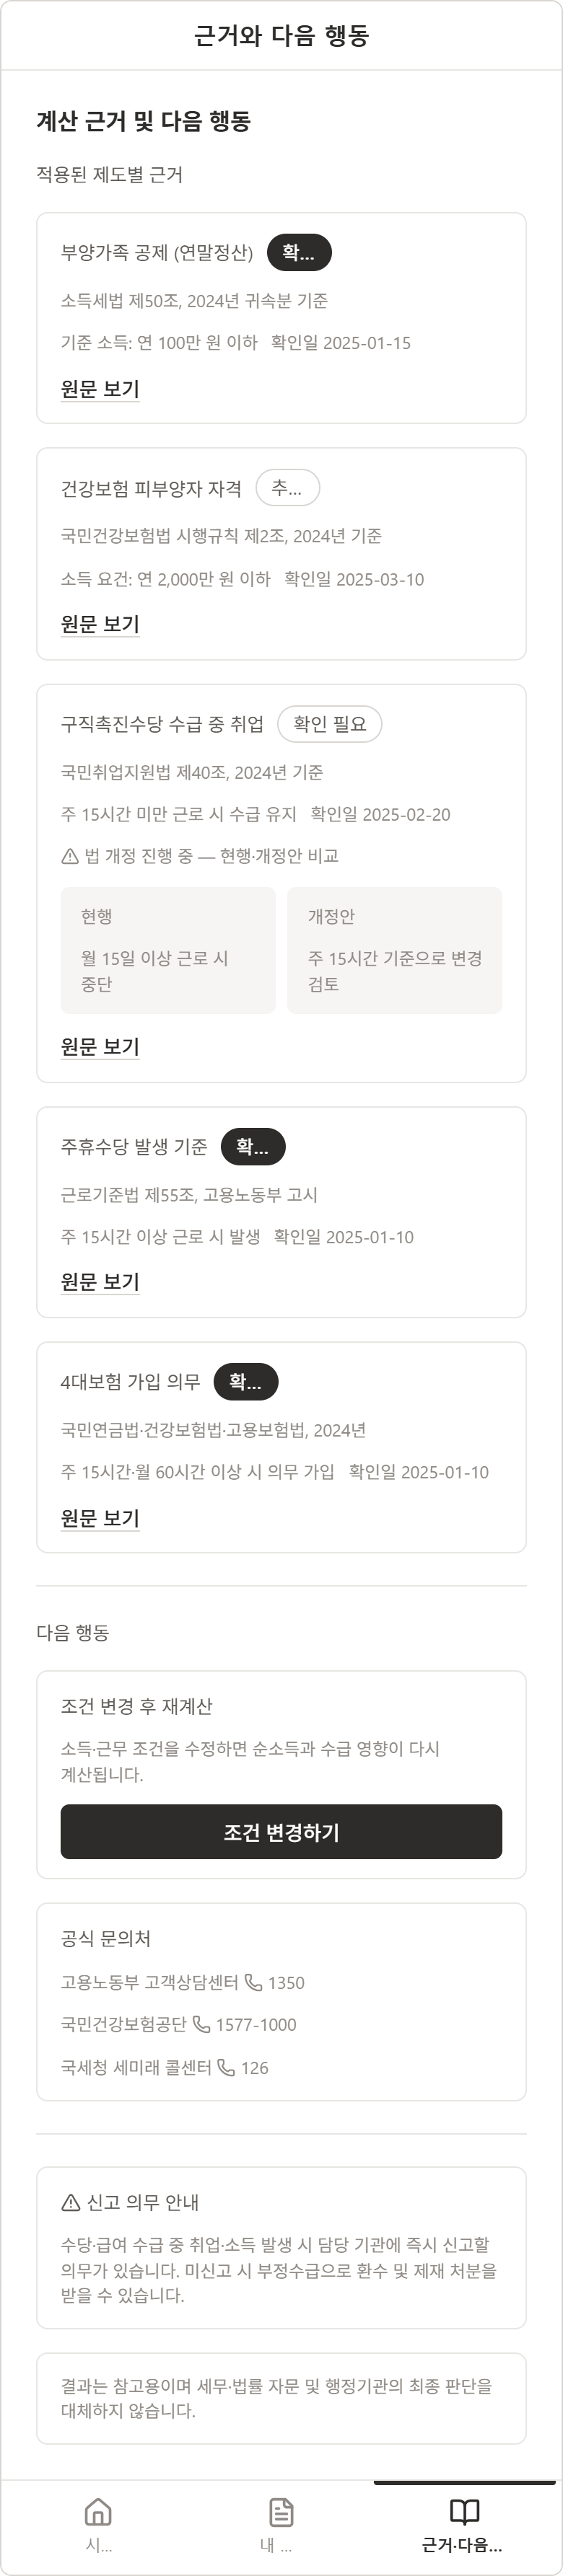 근거와 다음 행동
계산 근거 및 다음 행동
적용된 제도별 근거
부양가족 공제 (연말정산) 확...
소득세법 제50조, 2024년 귀속분 기준
기준 소득: 연 100만 원 이하 확인일 2025-01-15
원문 보기
건강보험 피부양자 자격 추...
국민건강보험법 시행규칙 제2조, 2024년 기준
소득 요건: 연 2,000만 원 이하 확인일 2025-03-10
원문 보기
구직촉진수당 수급 중 취업 확인 필요
국민취업지원법 제40조, 2024년 기준
주 15시간 미만 근로 시 수급 유지 확인일 2025-02-20
법 개정 진행 중 — 현행·개정안 비교
현행
월 15일 이상 근로 시
중단
개정안
주 15시간 기준으로 변경
검토
원문 보기
주휴수당 발생 기준 확...
근로기준법 제55조, 고용노동부 고시
주 15시간 이상 근로 시 발생 확인일 2025-01-10
원문 보기
4대보험 가입 의무 확...
국민연금법·건강보험법·고용보험법, 2024년
주 15시간·월 60시간 이상 시 의무 가입 확인일 2025-01-10
원문 보기
다음 행동
조건 변경 후 재계산
소득·근무 조건을 수정하면 순소득과 수급 영향이 다시
계산됩니다.
조건 변경하기
공식 문의처
고용노동부 고객상담센터 1350
국민건강보험공단 1577-1000
국세청 세미래 콜센터 126
신고 의무 안내
수당·급여 수급 중 취업·소득 발생 시 담당 기관에 즉시 신고할
의무가 있습니다. 미신고 시 부정수급으로 환수 및 제재 처분을
받을 수 있습니다.
결과는 참고용이며 세무·법률 자문 및 행정기관의 최종 판단을
대체하지 않습니다.
시...
내 ...
근거·다음...